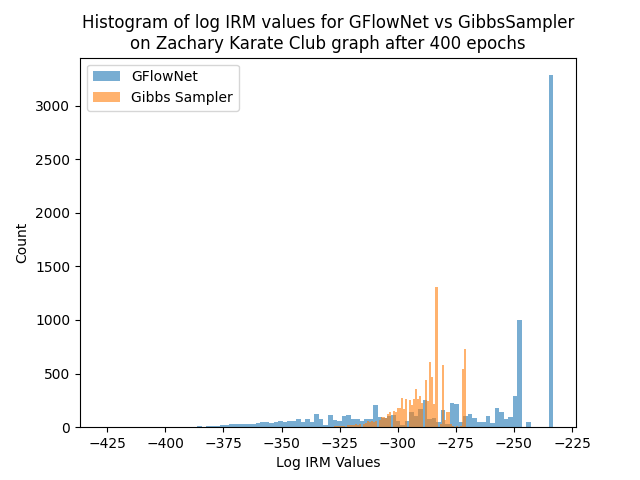 Histogram of log IRM values for GFlowNet vs GibbsSampler
on Zachary Karate Club graph after 400 epochs
GFlowNet
Gibbs Sampler
3000
2500
2000
1500
1000
500
0
Count
−425 −400 −375 −350 −325 −300 −275 −250 −225
Log IRM Values